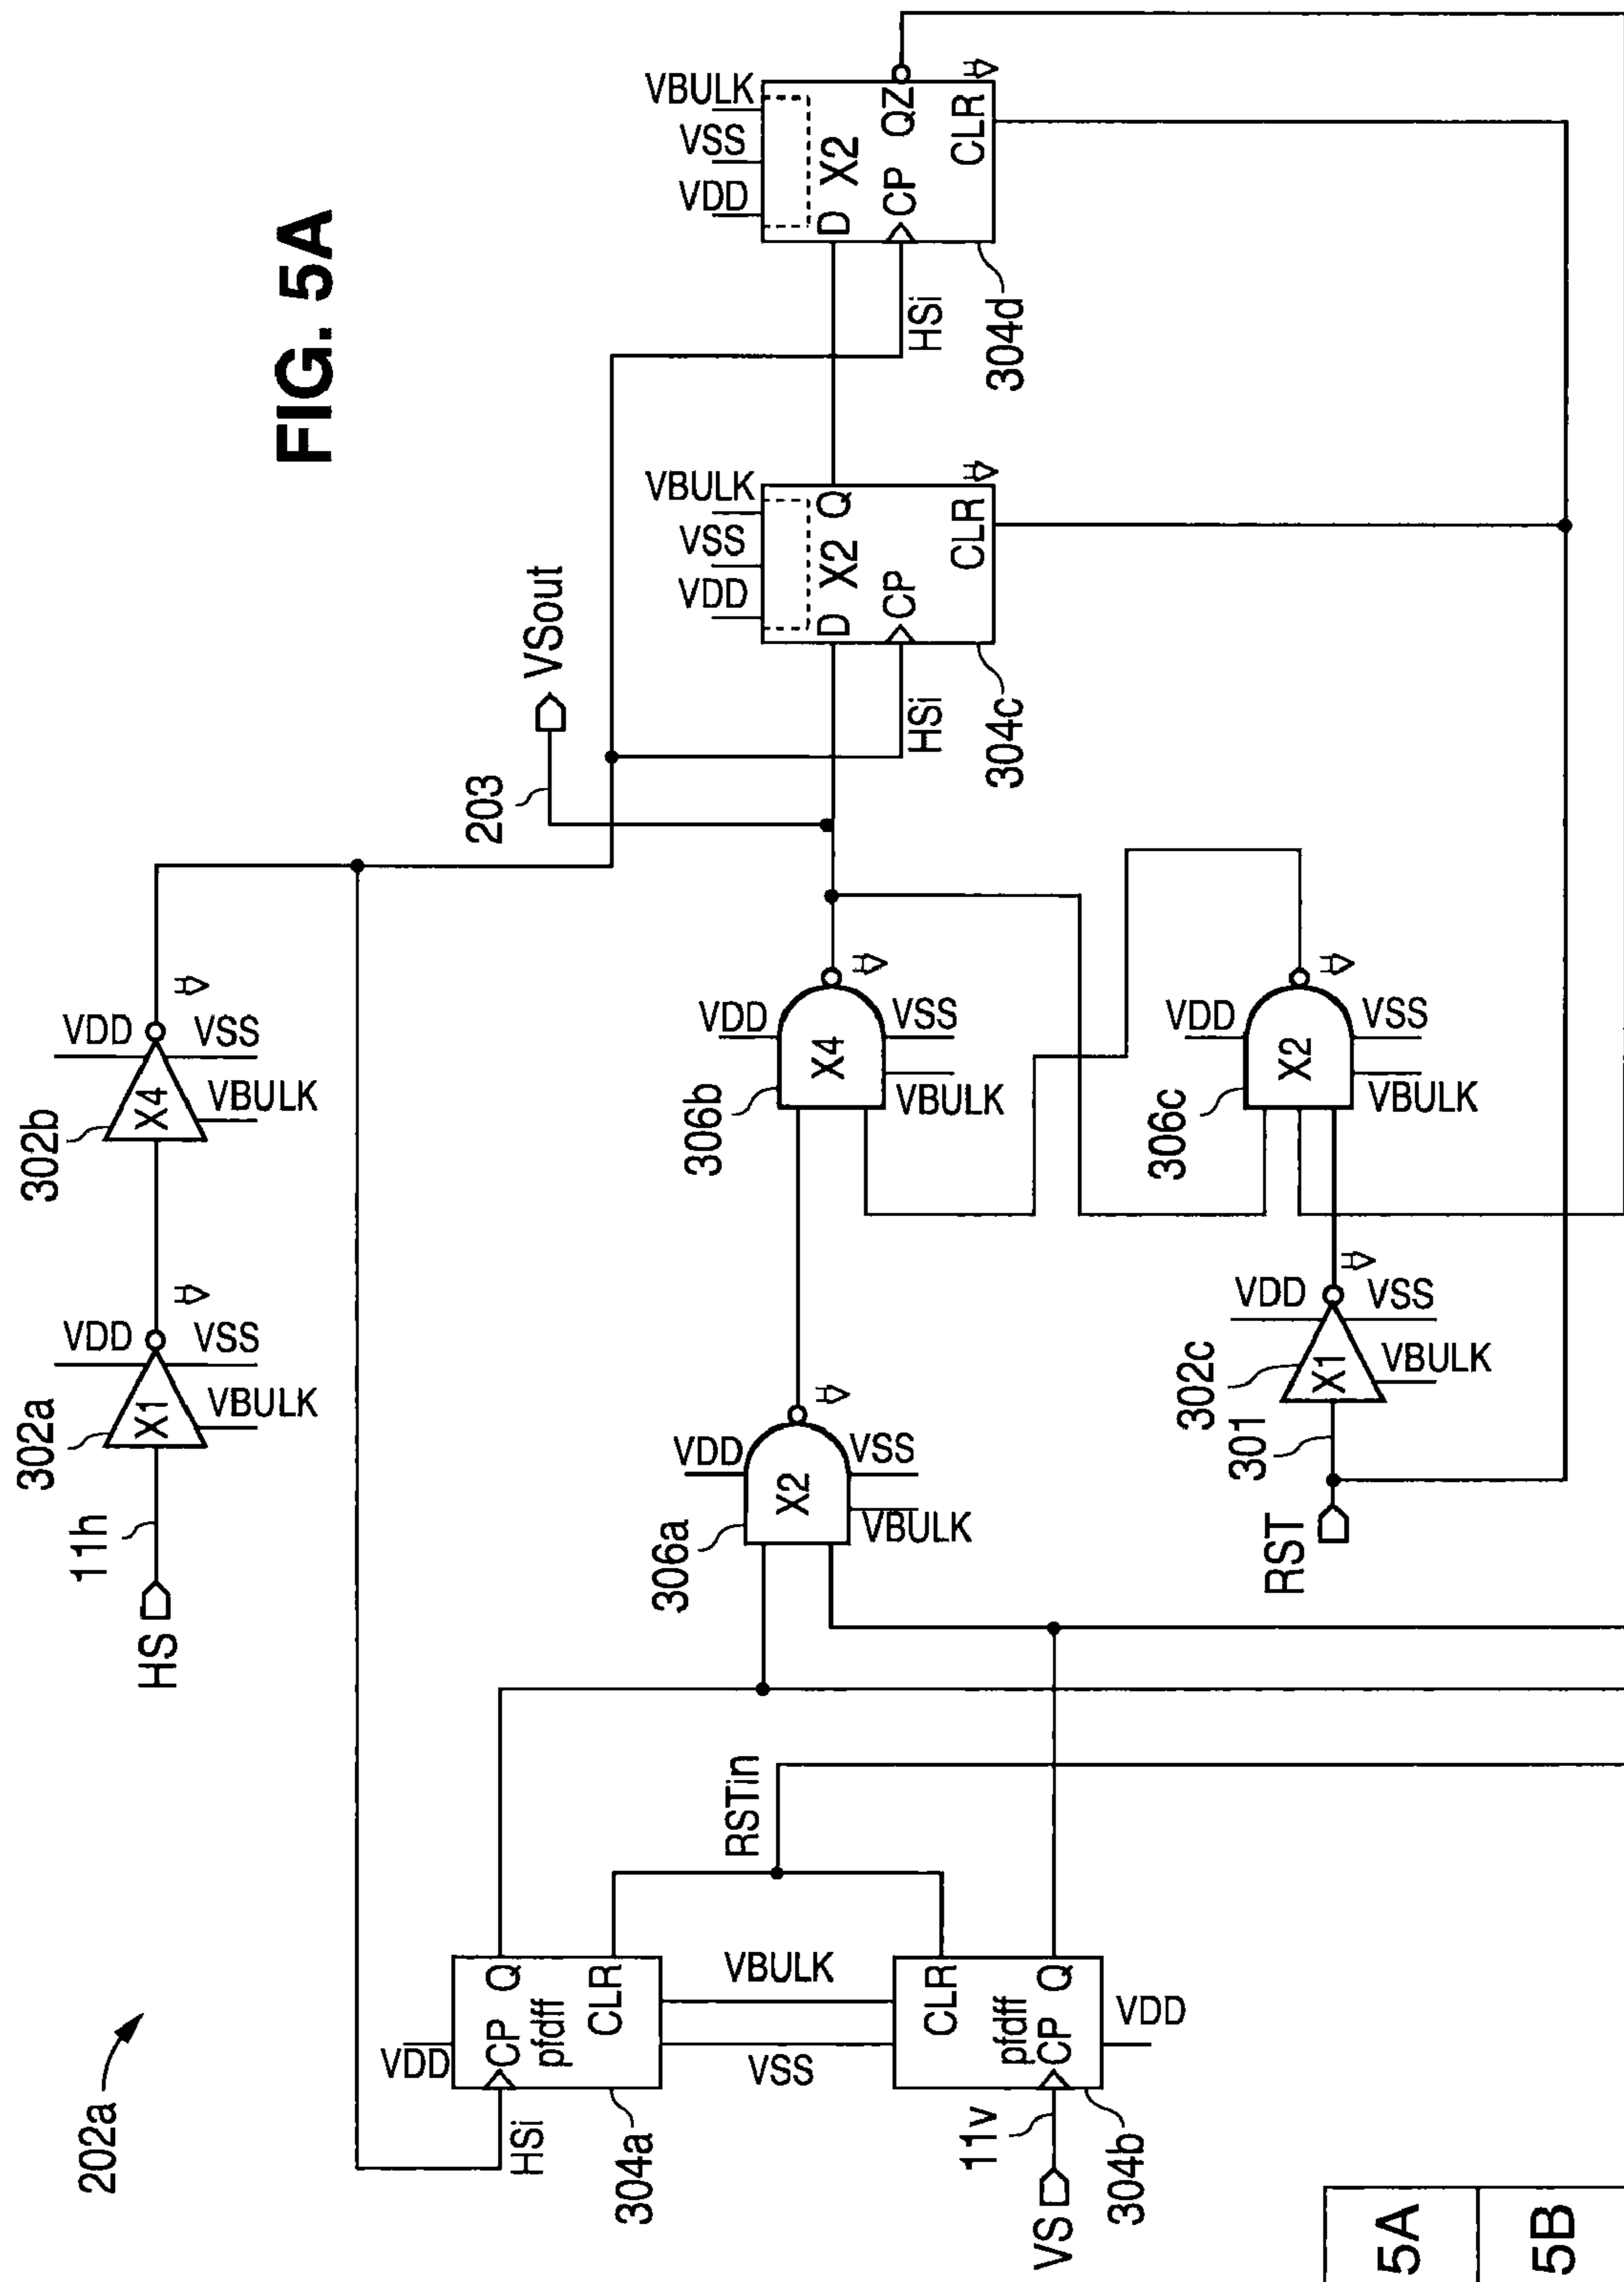 FIG. 5A
202a
HS
11h
302a
X1
VDD
VSS
VBULK
302b
X4
VDD
VSS
VBULK
203
VSout
VDD
VSS
VBULK
D X2 Q
CP
CLR
HSi
304c
VDD
VSS
VBULK
D X2
CP QZ
CLR
HSi
304d
306a
X2
VDD
VSS
VBULK
306b
X4
VDD
VSS
VBULK
306c
X2
VDD
VSS
VBULK
RST
301
302c
X1
VDD
VSS
VBULK
VDD
CP Q
pfdff
CLR
HSi
304a
VBULK
VSS
RSTin
CLR
pfdff
CP Q
VDD
VS
11v
304b
5A
5B